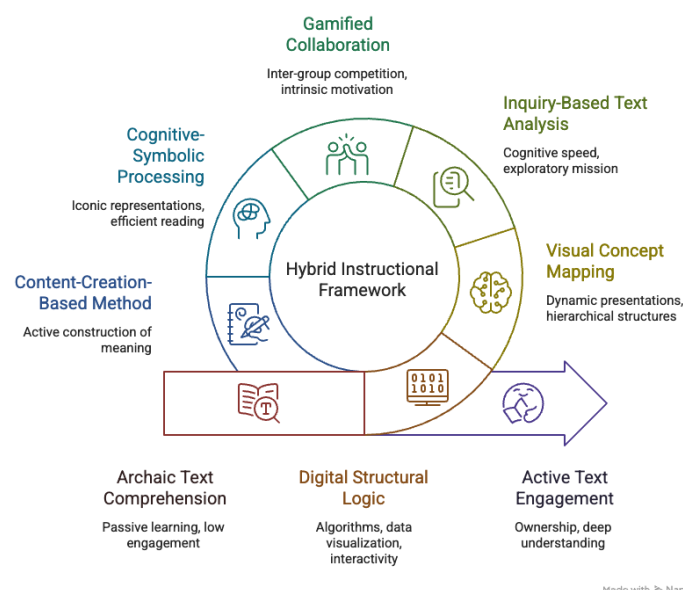 Gamified
Collaboration
Inter-group competition,
intrinsic motivation
Inquiry-Based Text
Analysis
Cognitive speed,
exploratory mission
Cognitive-
Symbolic
Processing
Iconic representations,
efficient reading
Visual Concept
Mapping
Dynamic presentations,
hierarchical structures
Hybrid Instructional
Framework
Content-Creation-
Based Method
Active construction of
meaning
0101
1010
T
Archaic Text
Comprehension
Passive learning, low
engagement
Digital Structural
Logic
Algorithms, data
visualization,
interactivity
Active Text
Engagement
Ownership, deep
understanding
Made with